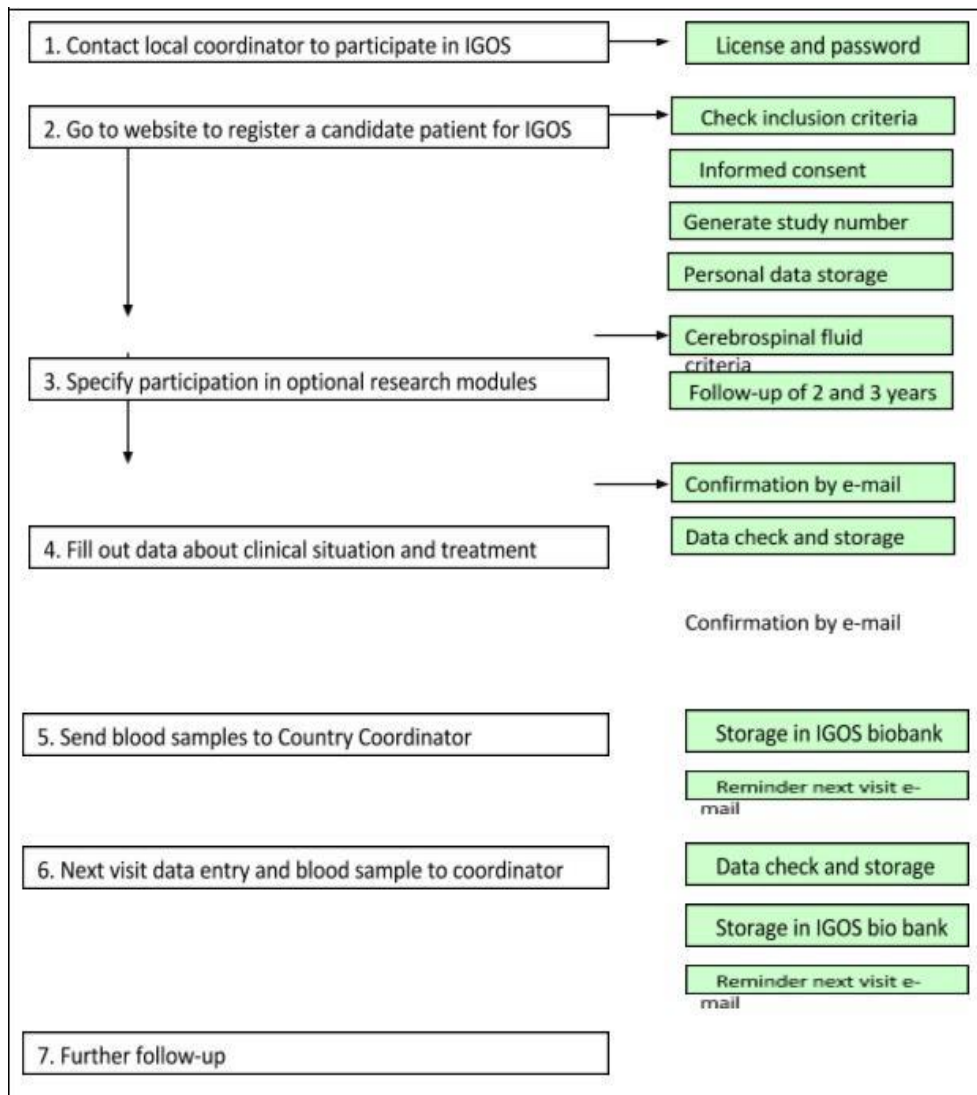 1. Contact local coordinator to participate in IGOS
License and password
2. Go to website to register a candidate patient for IGOS
Check inclusion criteria
Informed consent
Generate study number
Personal data storage
Cerebrospinal fluid
criteria
3. Specify participation in optional research modules
Follow-up of 2 and 3 years
Confirmation by e-mail
4. Fill out data about clinical situation and treatment
Data check and storage
Confirmation by e-mail
5. Send blood samples to Country Coordinator
Storage in IGOS biobank
Reminder next visit e-
mail
6. Next visit data entry and blood sample to coordinator
Data check and storage
Storage in IGOS bio bank
Reminder next visit e-
mail
7. Further follow-up